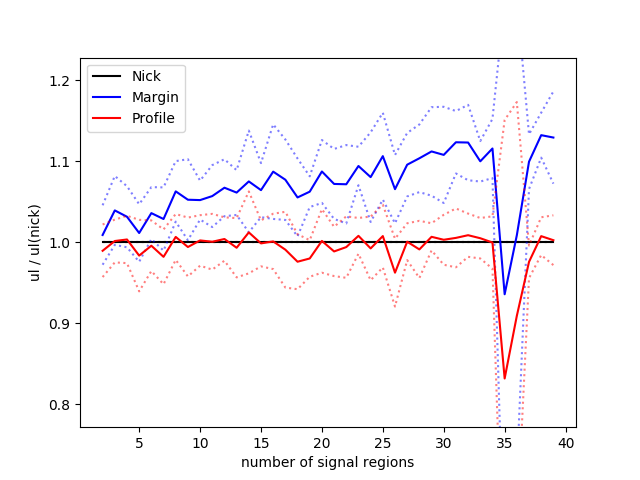 Nick
Margin
Profile
1.2
1.1
1.0
0.9
0.8
ul / ul(nick)
5 10 15 20 25 30 35 40
number of signal regions